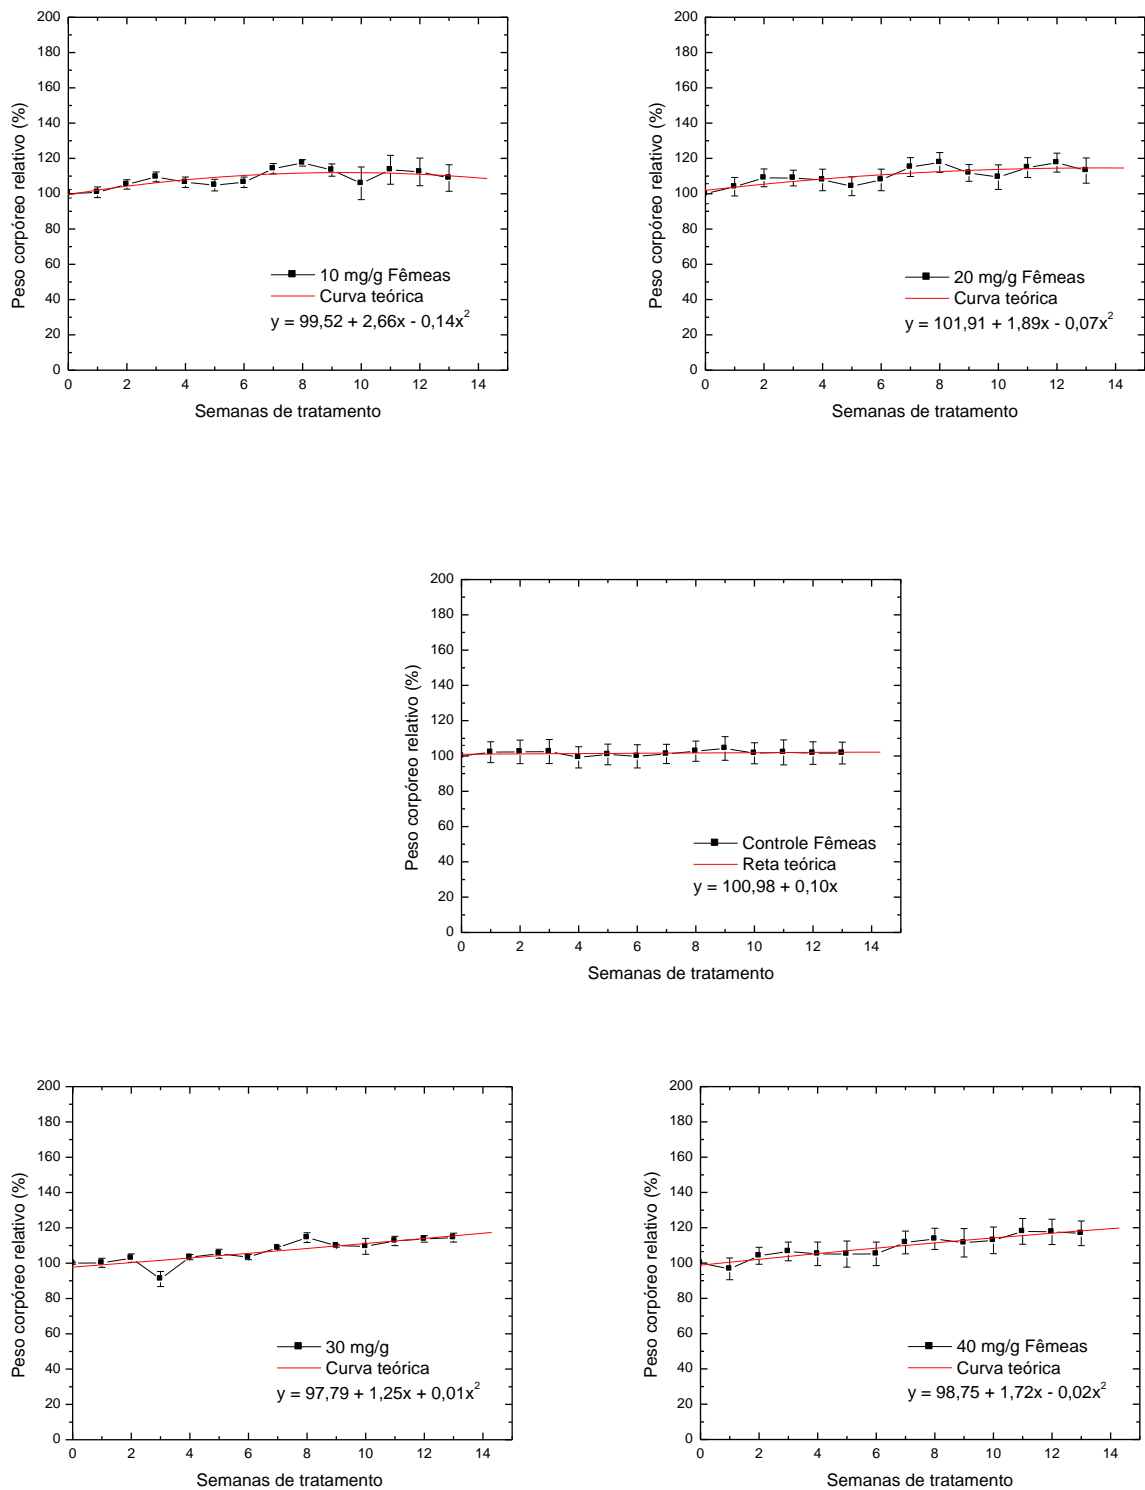 200
180
160
140
120
100
80
60
40
20
0
Peso corpóreo relativo (%)
10 mg/g Fêmeas
Curva teórica
y = 99,52 + 2,66x - 0,14x²
0 2 4 6 8 10 12 14
Semanas de tratamento
200
180
160
140
120
100
80
60
40
20
0
Peso corpóreo relativo (%)
20 mg/g Fêmeas
Curva teórica
y = 101,91 + 1,89x - 0,07x²
0 2 4 6 8 10 12 14
Semanas de tratamento
200
180
160
140
120
100
80
60
40
20
0
Peso corpóreo relativo (%)
Controle Fêmeas
Reta teórica
y = 100,98 + 0,10x
0 2 4 6 8 10 12 14
Semanas de tratamento
200
180
160
140
120
100
80
60
40
20
0
Peso corpóreo relativo (%)
30 mg/g
Curva teórica
y = 97,79 + 1,25x + 0,01x²
0 2 4 6 8 10 12 14
Semanas de tratamento
200
180
160
140
120
100
80
60
40
20
0
Peso corpóreo relativo (%)
40 mg/g Fêmeas
Curva teórica
y = 98,75 + 1,72x - 0,02x²
0 2 4 6 8 10 12 14
Semanas de tratamento